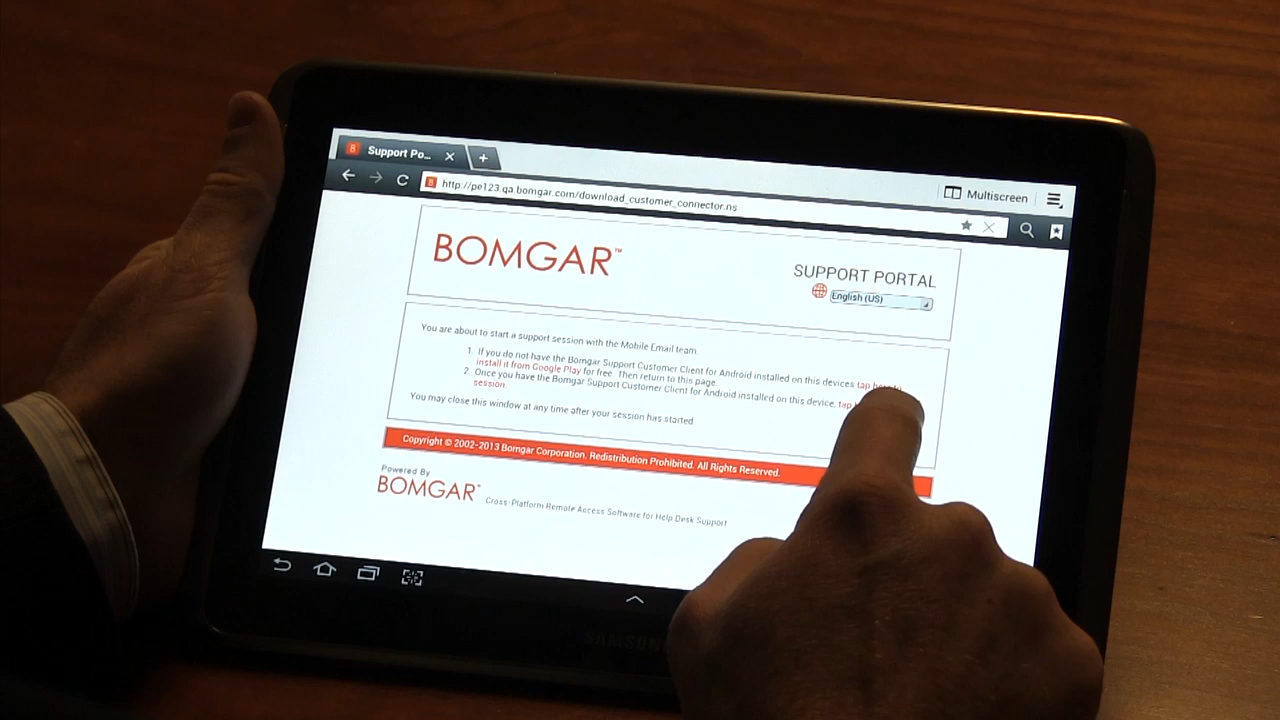 Support Po...
Multiscreen
http://pe123.qa.bomgar.com/download_customer_connector.ns
BOMGAR™
SUPPORT PORTAL
English (US)
You are about to start a support session with the Mobile Email team
1. If you do not have the Bomgar Support Customer Client for Android installed on this devices tap here to
install it from Google Play for free. Then return to this page.
2. Once you have the Bomgar Support Customer Client for Android installed on this device, tap
session.
You may close this window at any time after your session has started
Copyright © 2002-2013 Bomgar Corporation. Redistribution Prohibited. All Rights Reserved.
Powered By
BOMGAR™
Cross-Platform Remote Access Software for Help Desk Support
SAMSUNG